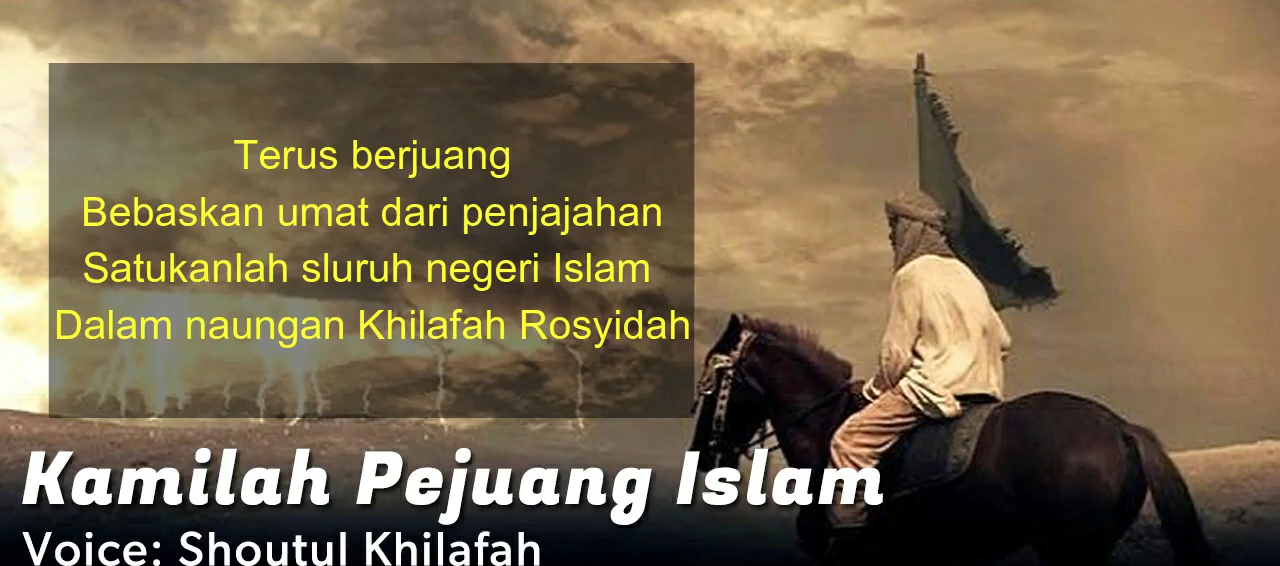 Terus berjuang
Bebaskan umat dari penjajahan
Satukanlah sluruh negeri Islam
Dalam naungan Khilafah Rosyidah
Kamilah Pejuang Islam
Voice: Shoutul Khilafah